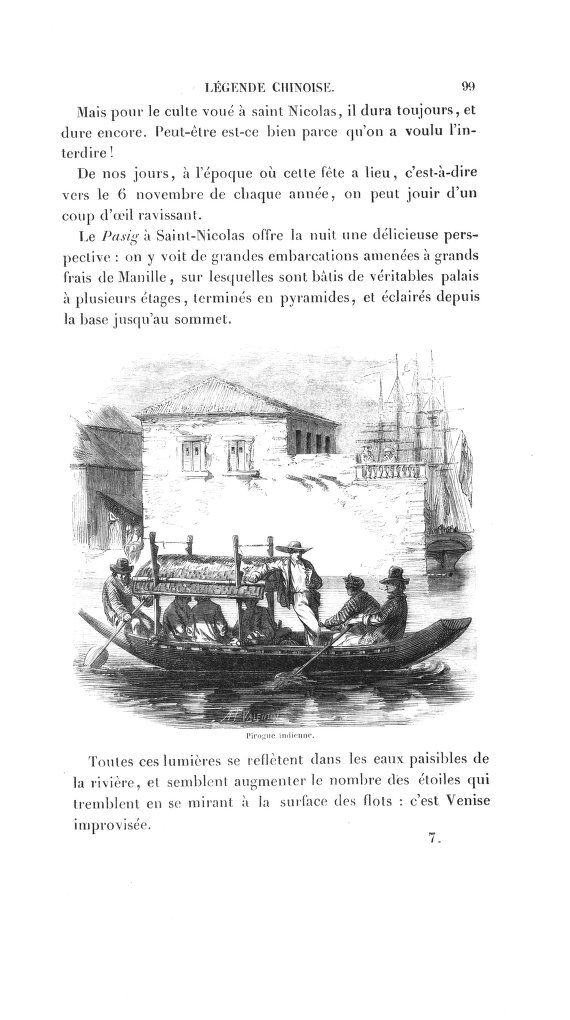 LÉGENDE CHINOISE. 99
Mais pour le culte voué à saint Nicolas, il dura toujours, et
dure encore. Peut-être est-ce bien parce qu'on a voulu l'in-
terdire!
De nos jours, à l'époque où cette fête a lieu, c'est-à-dire
vers le 6 novembre de chaque année, on peut jouir d'un
coup d'œil ravissant.
Le Pasig à Saint-Nicolas offre la nuit une délicieuse pers-
pective : on y voit de grandes embarcations amenées à grands
frais de Manille, sur lesquelles sont bâtis de véritables palais
à plusieurs étages, terminés en pyramides, et éclairés depuis
la base jusqu'au sommet.
VALENTIN
Pirogue indienne.
Toutes ces lumières se reflètent dans les eaux paisibles de
la rivière, et semblent augmenter le nombre des étoiles qui
tremblent en se mirant à la surface des flots : c'est Venise
improvisée.
7.